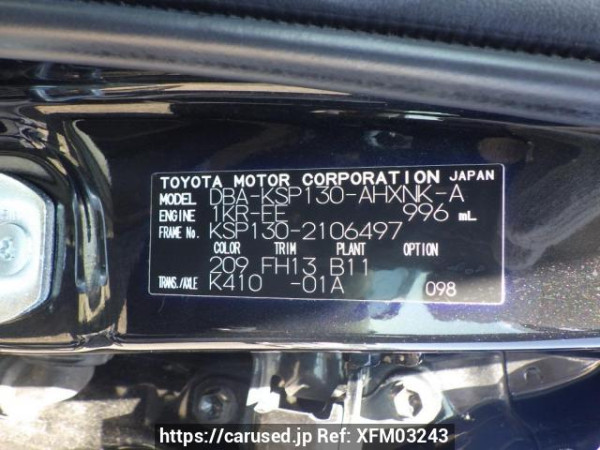 TOYOTA MOTOR CORPORATION JAPAN
MODEL DBA-KSP130-AHXNK-A
ENGINE 1KR-FE 996 mL
FRAME No. KSP130-2106497
COLOR TRIM PLANT OPTION
209 FH13 B11
TRANS./AXLE K410 -01A 098
https://carused.jp Ref: XFM03243